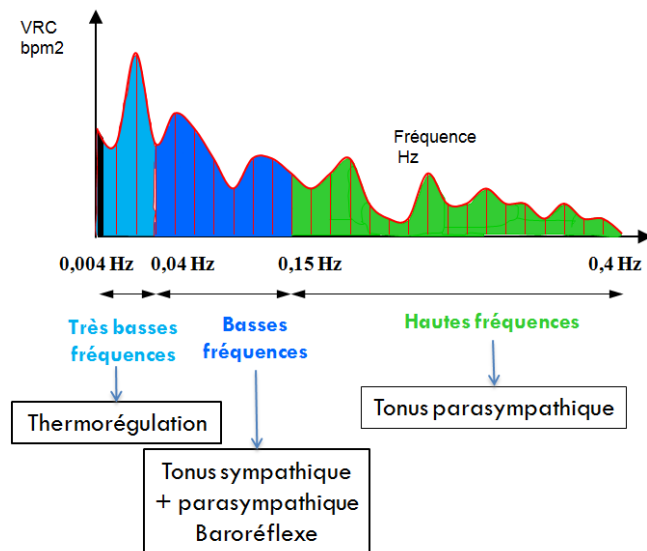 VRC
bpm2
Fréquence
Hz
0,004 Hz
0,04 Hz
0,15 Hz
0,4 Hz
Très basses
fréquences
Basses
fréquences
Hautes fréquences
Thermorégulation
Tonus sympathique
+ parasympathique
Baroréflexe
Tonus parasympathique